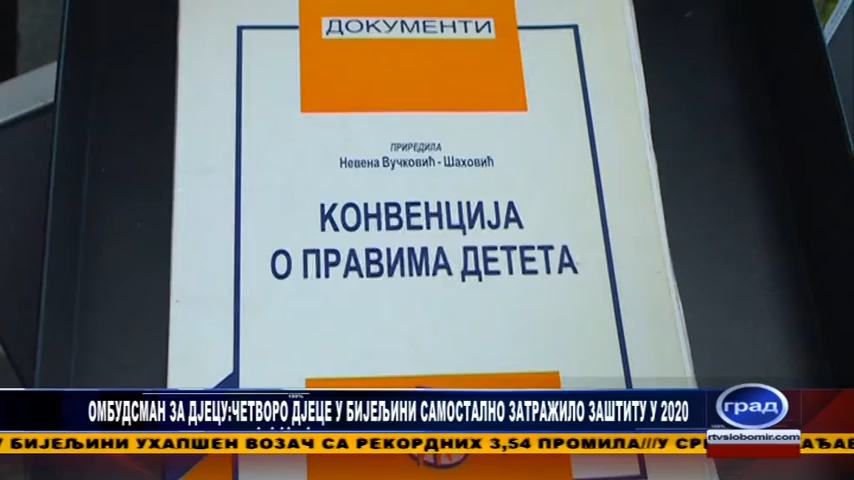 ДОКУМЕНТИ
ПРИРЕДИЛА
Невена Вучковић - Шаховић
КОНВЕНЦИЈА
О ПРАВИМА ДЕТЕТА
ОМБУДСМАН ЗА ДЈЕЦУ:ЧЕТВОРО ДЈЕЦЕ У БИЈЕЉИНИ САМОСТАЛНО ЗАТРАЖИЛО ЗАШТИТУ У 2020
град
rtvslobomir.com
У БИЈЕЉИНИ УХАПШЕН ВОЗАЧ СА РЕКОРДНИХ 3,54 ПРОМИЛА///У